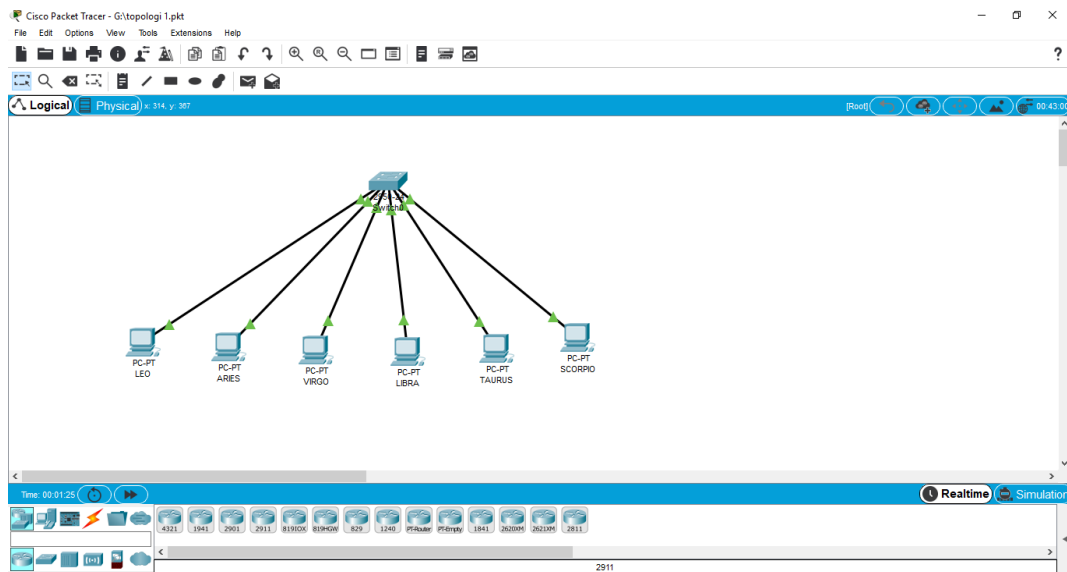 Cisco Packet Tracer - G:\topologi 1.pkt
File Edit Options View Tools Extensions Help
?
Logical Physical x: 314, y: 367 [Root] 00:43:00
Switch0
PC-PT
LEO
PC-PT
ARIES
PC-PT
VIRGO
PC-PT
LIBRA
PC-PT
TAURUS
PC-PT
SCORPIO
Time: 00:01:25 Realtime Simulation
4321 1941 2901 2911 819IOX 819HGW 829 1240 PT-Router PT-Empty 1841 2620XM 2621XM 2811
2911